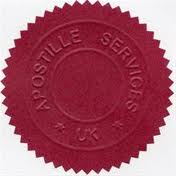 APOSTILLE SERVICES
* UK *